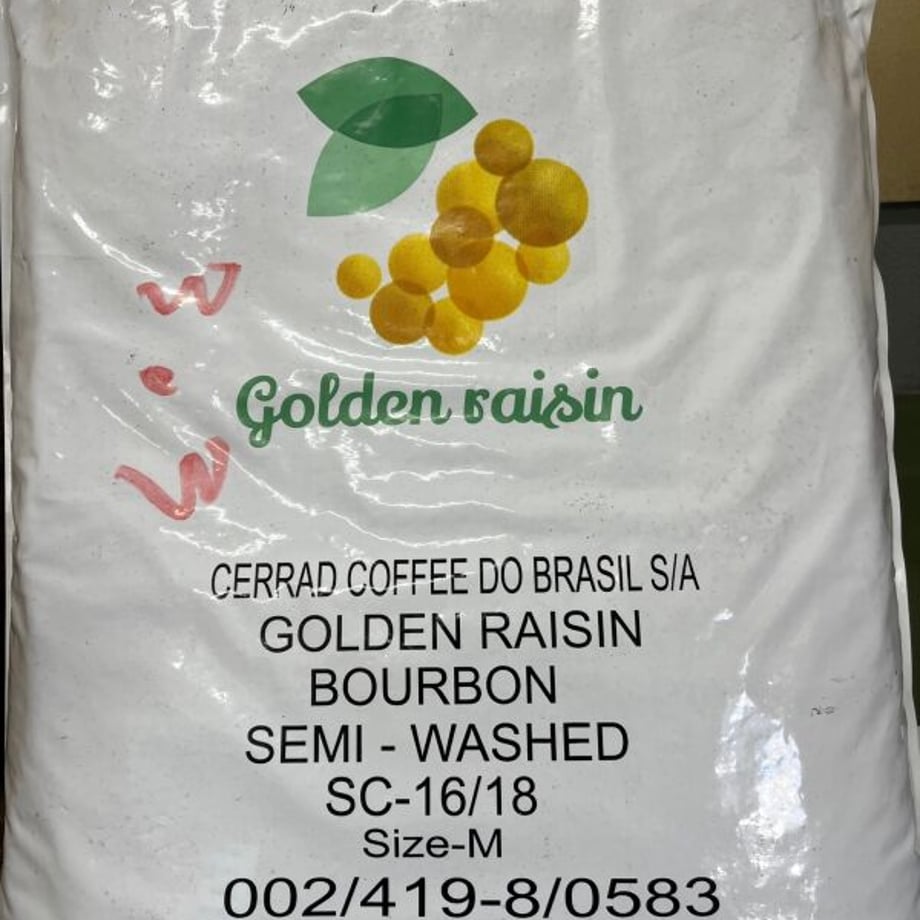 Golden raisin
CERRAD COFFEE DO BRASIL S/A
GOLDEN RAISIN
BOURBON
SEMI - WASHED
SC-16/18
Size-M
002/419-8/0583